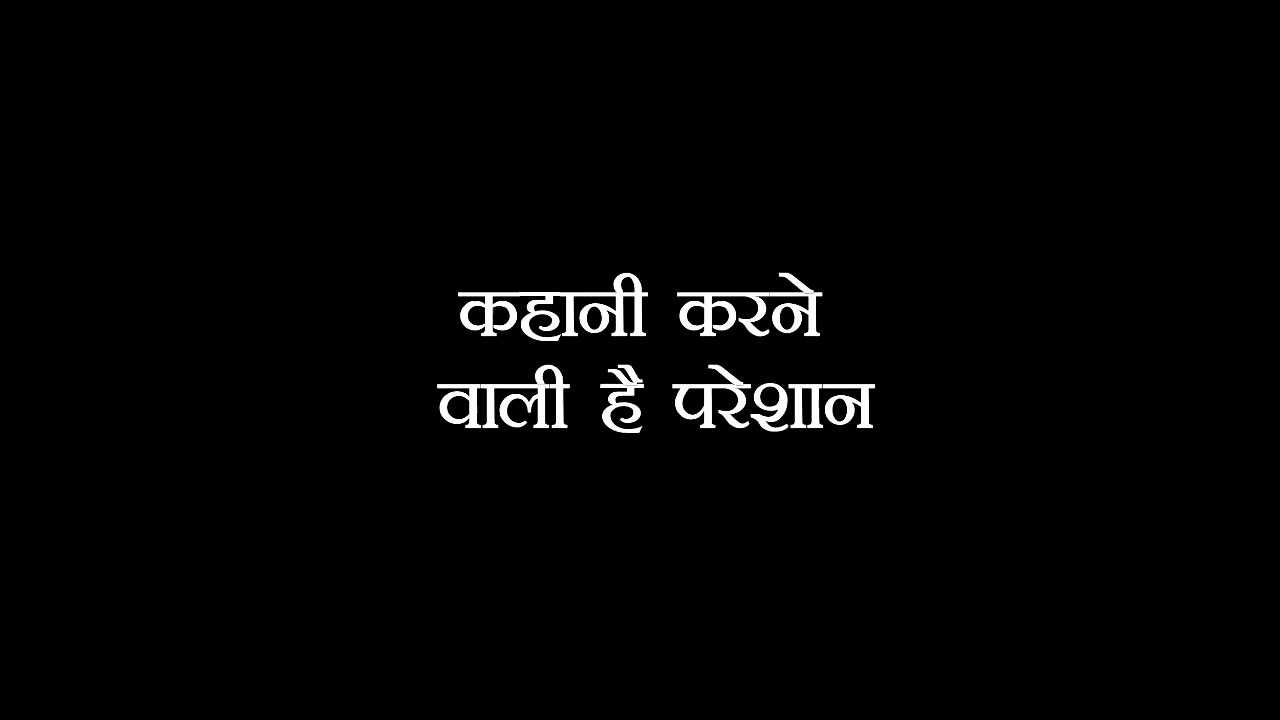 कहानी करने
वाली है परेशान